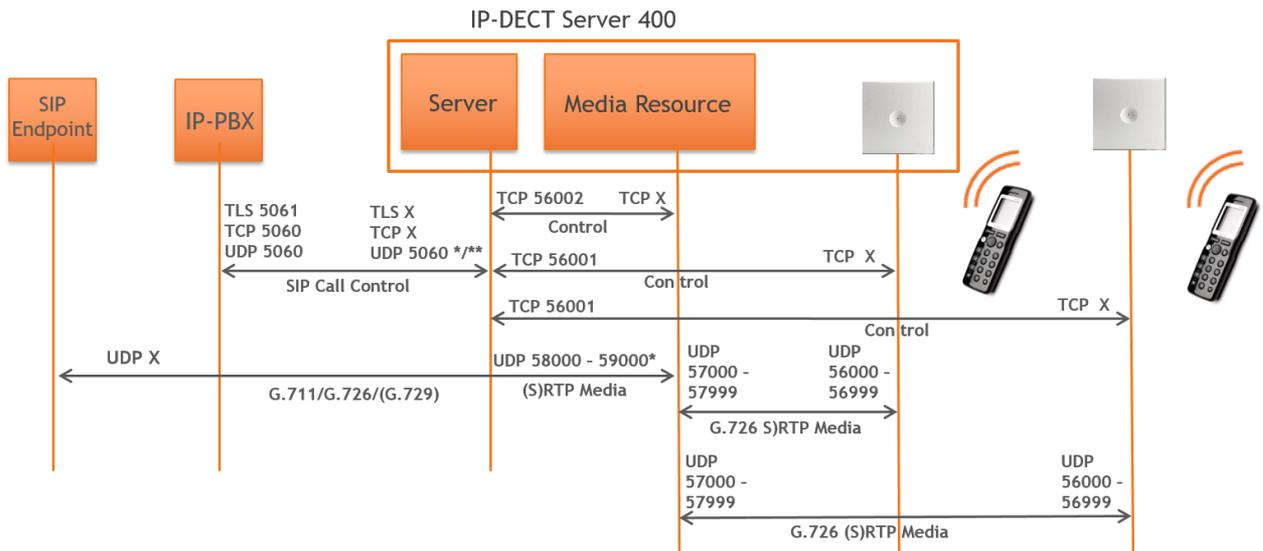 IP-DECT Server 400
SIP
Endpoint
IP-PBX
Server
Media Resource
TCP 56002
TCP X
Control
TLS 5061
TCP 5060
UDP 5060
TLS X
TCP X
UDP 5060 */**
SIP Call Control
TCP 56001
TCP X
Control
TCP 56001
TCP X
Control
UDP X
UDP 58000 – 59000*
G.711/G.726/(G.729)
(S)RTP Media
UDP
57000 –
57999
UDP
56000 –
56999
G.726 S)RTP Media
UDP
57000 –
57999
UDP
56000 –
56999
G.726 (S)RTP Media